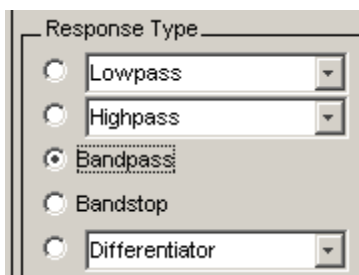 Response Type
Lowpass
Highpass
Bandpass
Bandstop
Differentiator